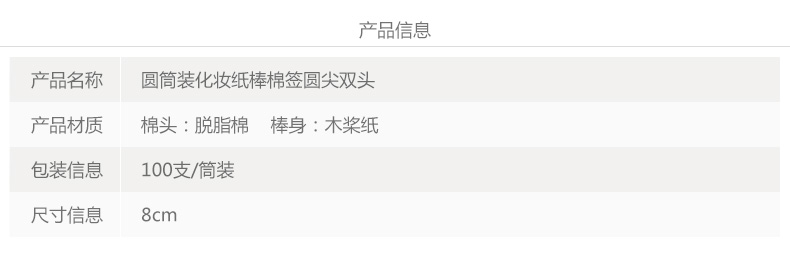 产品信息
产品名称 圆筒装化妆纸棒棉签圆尖双头
产品材质 棉头：脱脂棉 棒身：木桨纸
包装信息 100支/筒装
尺寸信息 8cm